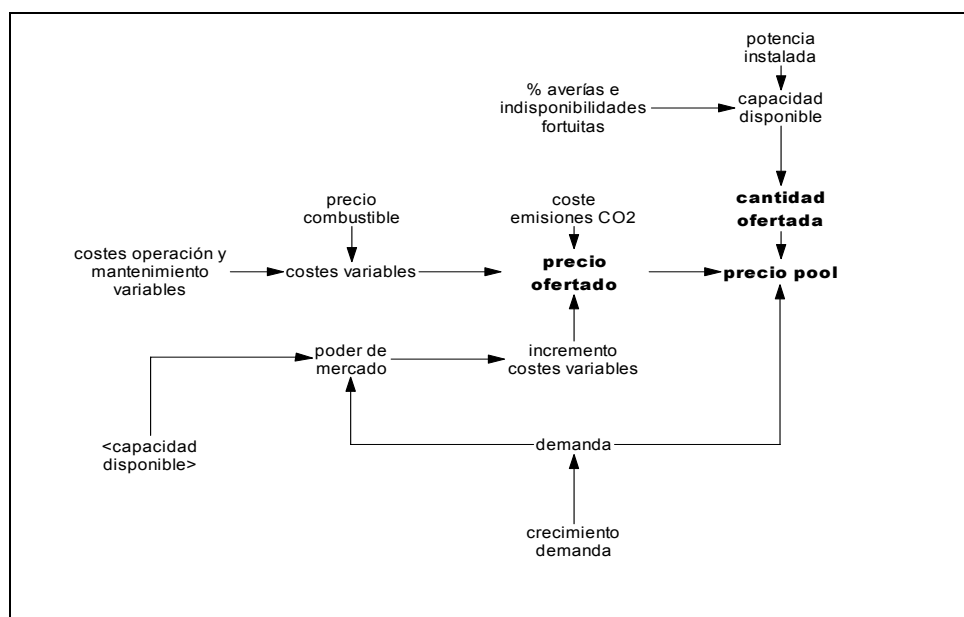 potencia
instalada
% averías e
indisponibilidades
fortuitas
capacidad
disponible
cantidad
ofertada
precio
combustible
coste
emisiones CO2
costes operación y
mantenimiento
variables
costes variables
precio
ofertado
precio pool
poder de
mercado
incremento
costes variables
<capacidad
disponible>
demanda
crecimiento
demanda